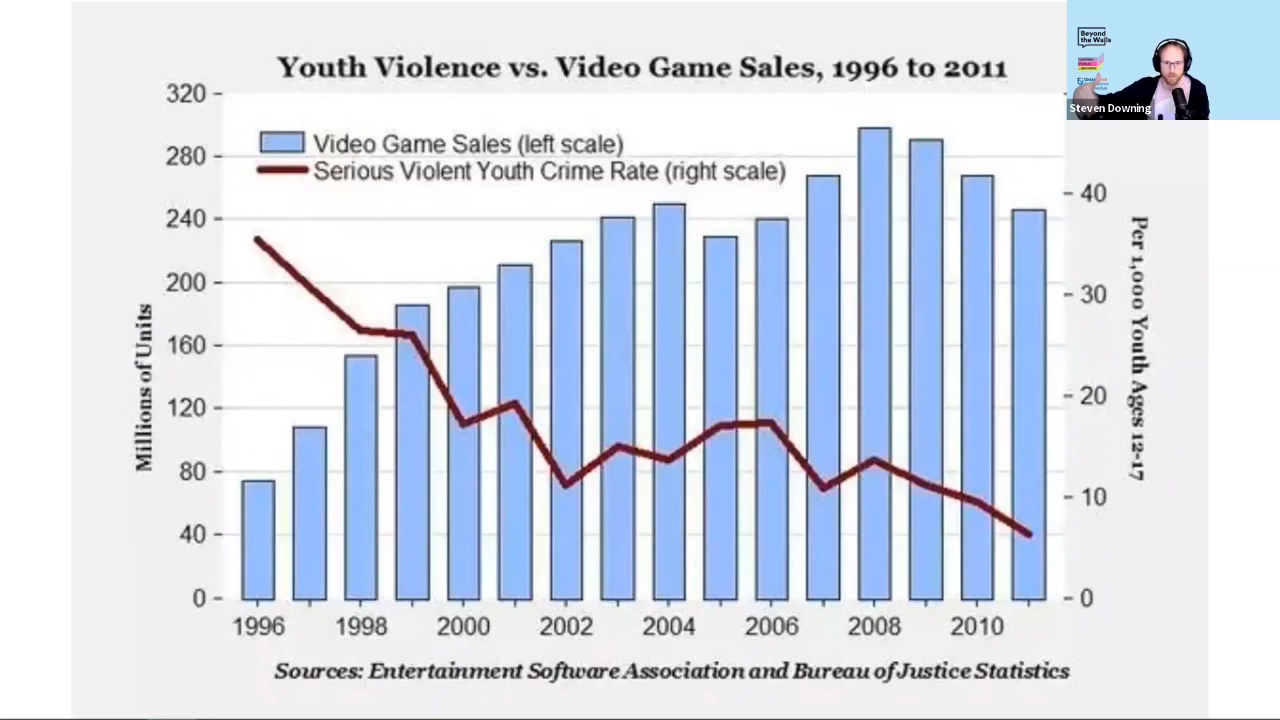 Youth Violence vs. Video Game Sales, 1996 to 2011
Video Game Sales (left scale)
Serious Violent Youth Crime Rate (right scale)
Millions of Units
320
280
240
200
160
120
80
40
0
40
30
20
10
0
Per 1,000 Youth Ages 12-17
1996 1998 2000 2002 2004 2006 2008 2010
Sources: Entertainment Software Association and Bureau of Justice Statistics
Beyond
the Walls
Steven Downing